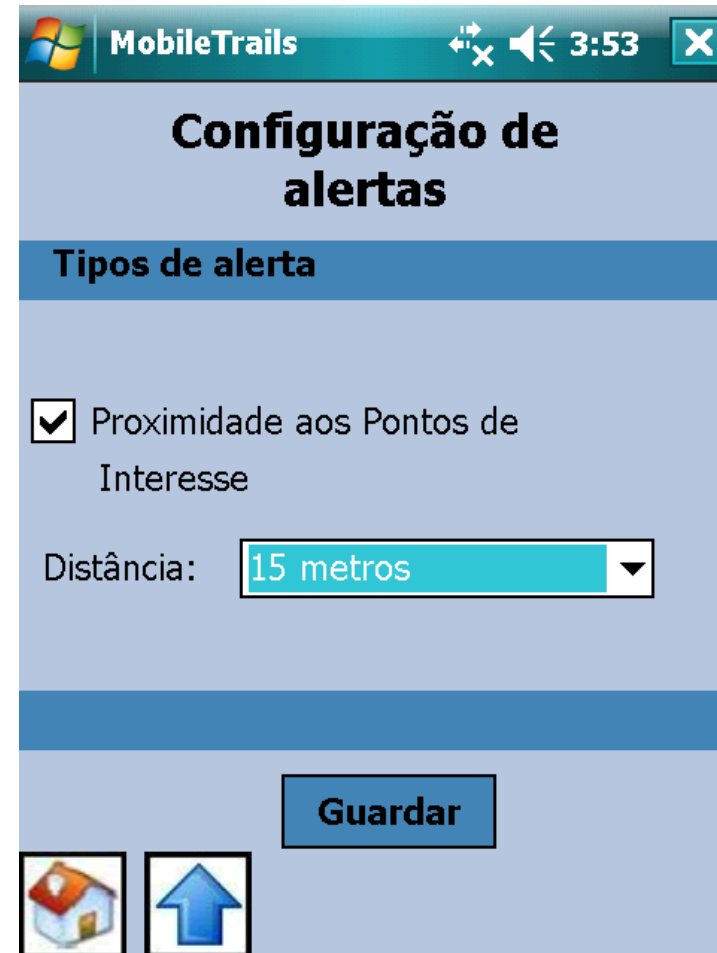 MobileTrails 3:53
Configuração de
alertas
Tipos de alerta
Proximidade aos Pontos de
Interesse
Distância: 15 metros
Guardar